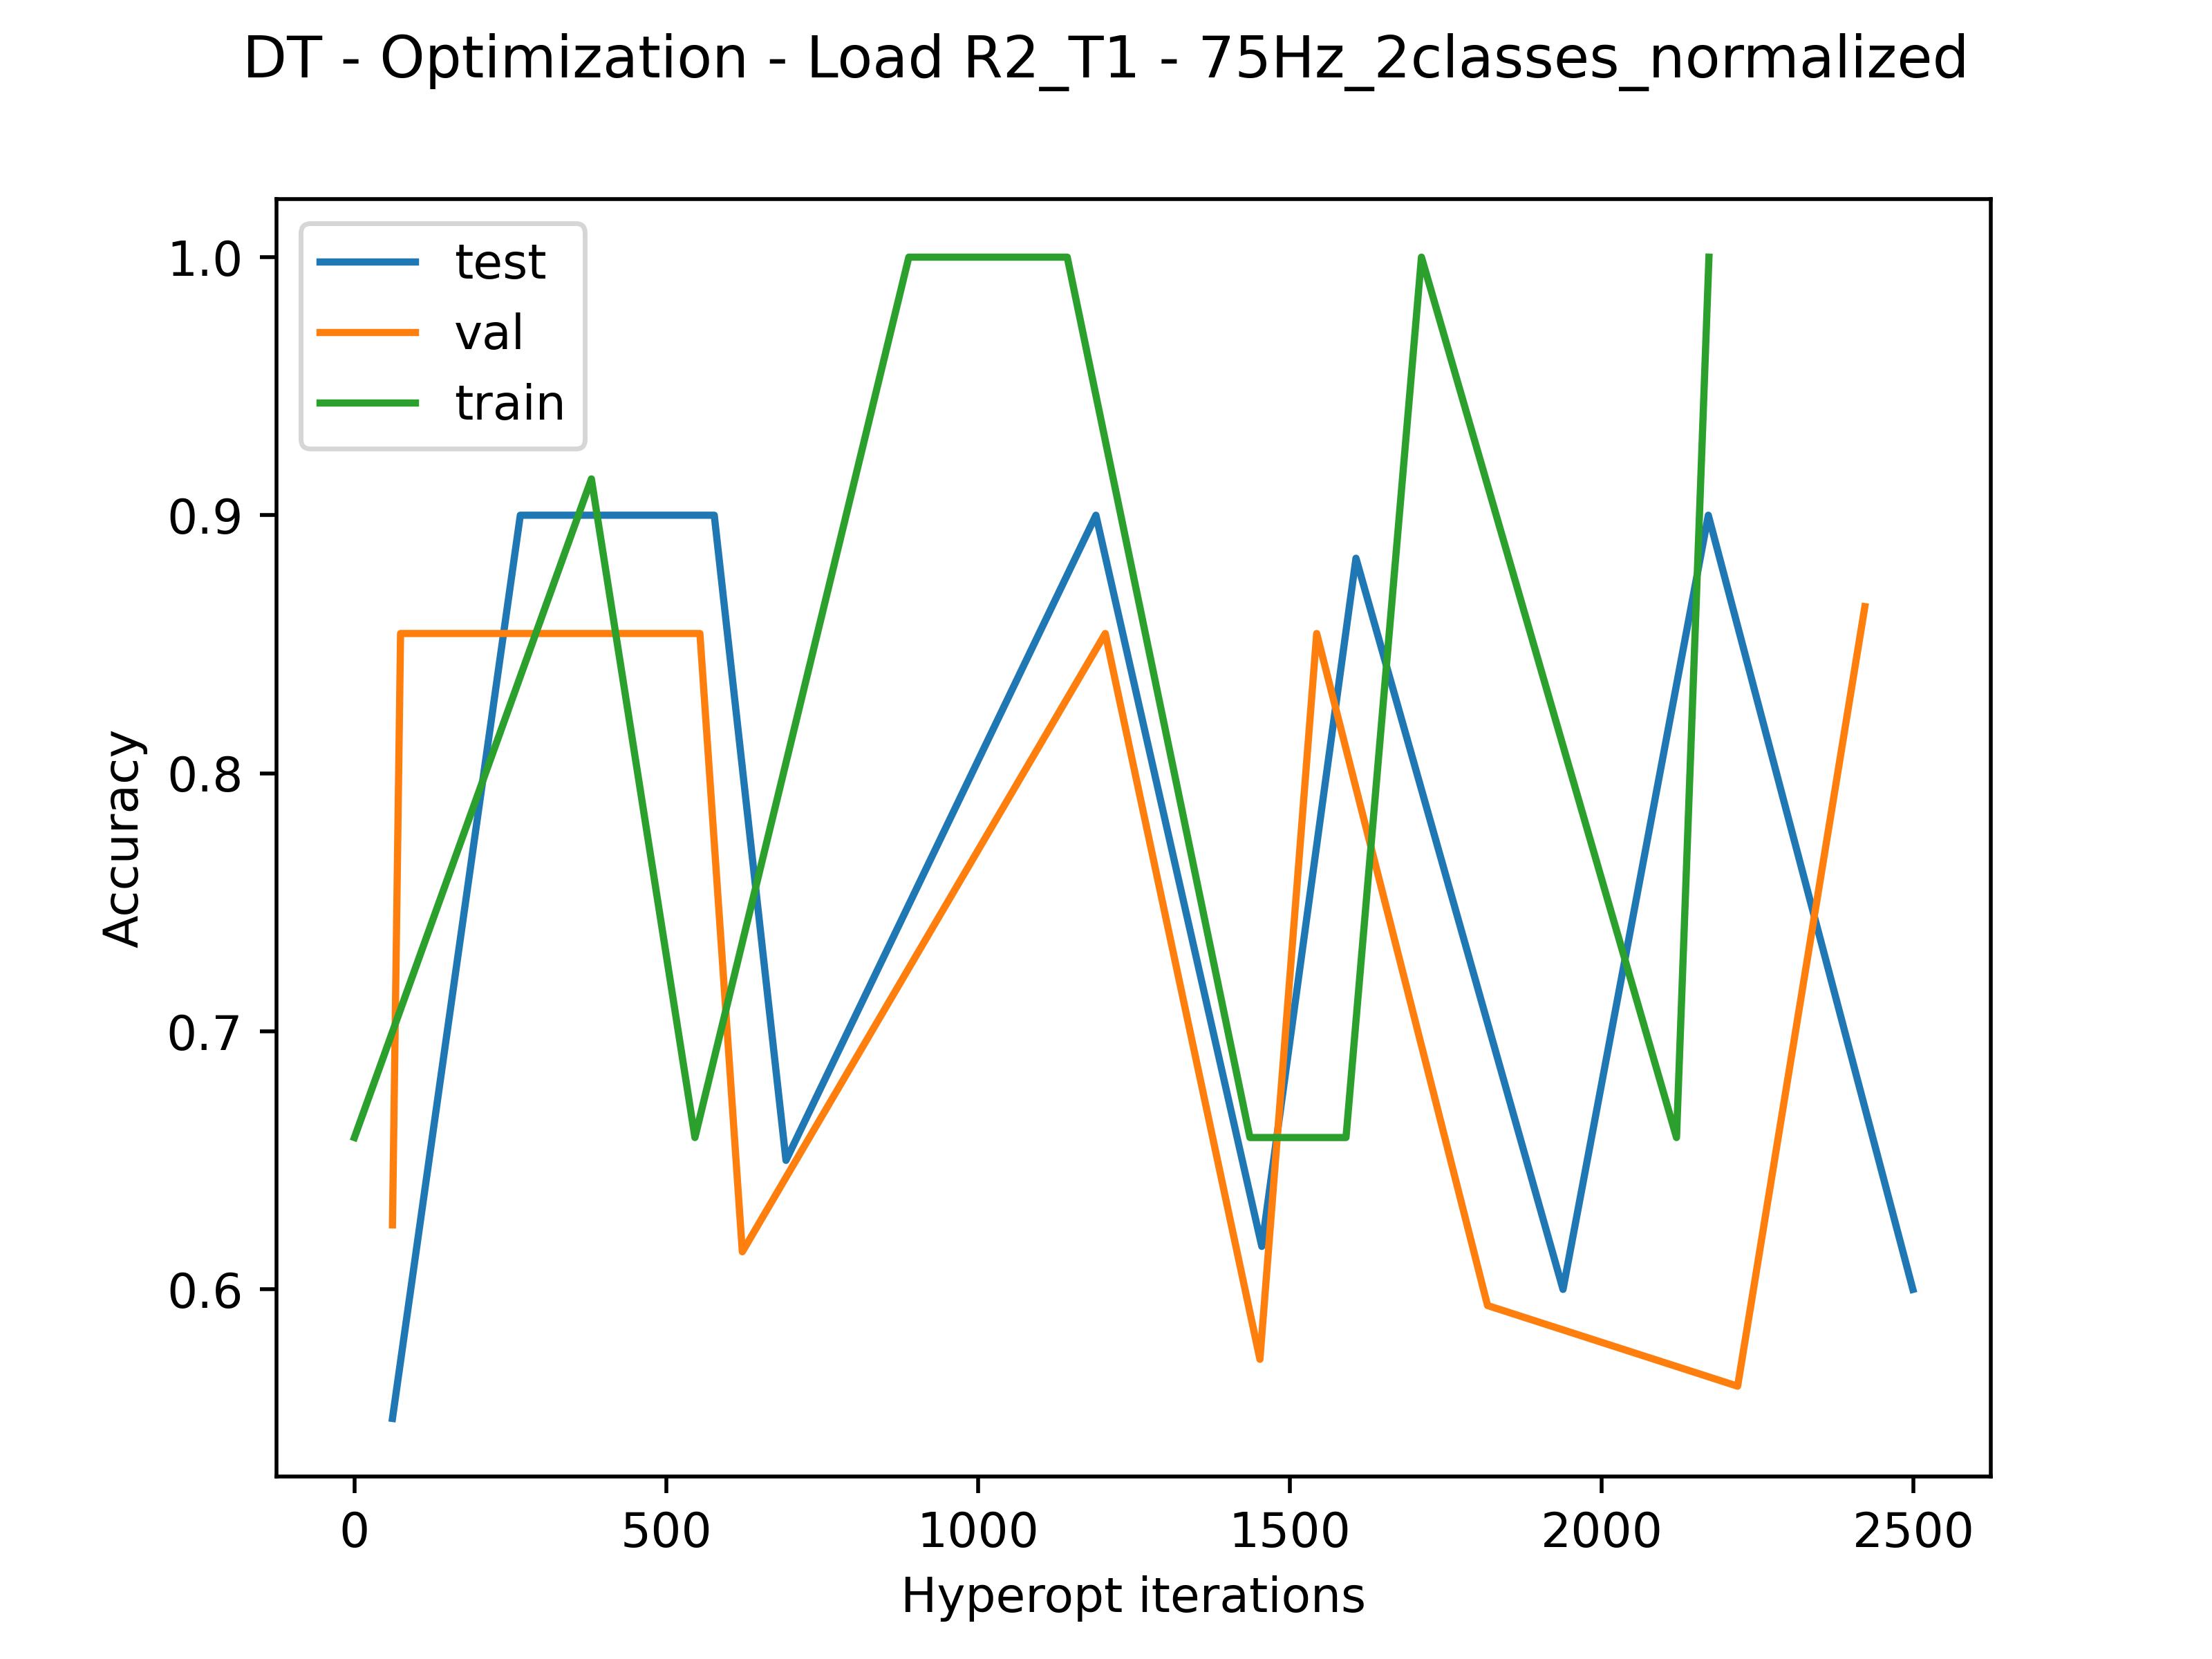 DT - Optimization - Load R2_T1 - 75Hz_2classes_normalized
test
val
train
1.0
0.9
0.8
0.7
0.6
Accuracy
0 500 1000 1500 2000 2500
Hyperopt iterations